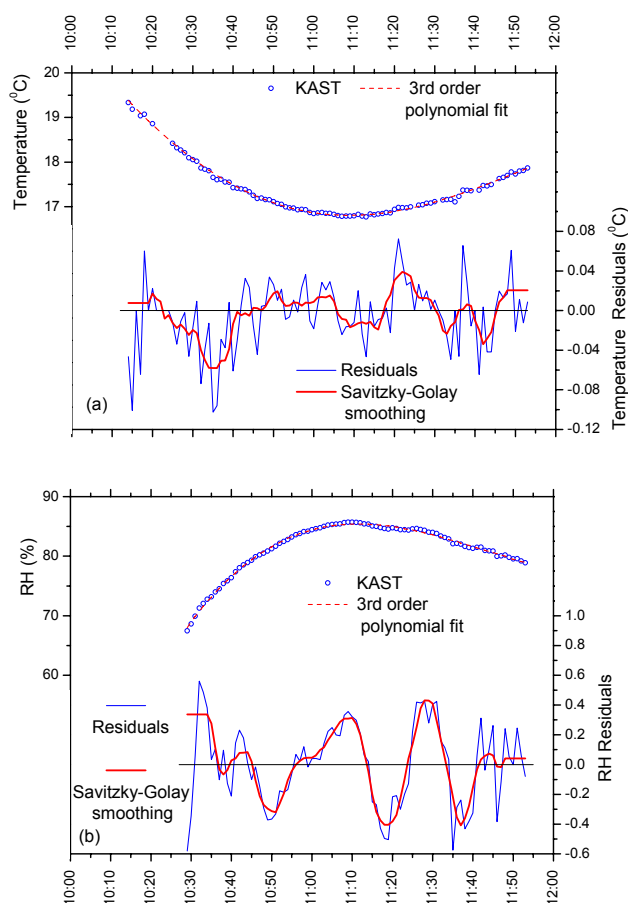 10:00 10:10 10:20 10:30 10:40 10:50 11:00 11:10 11:20 11:30 11:40 11:50 12:00
20
19
18
17
Temperature (⁰C)
KAST
3rd order
polynomial fit
0.08
0.04
0.00
-0.04
-0.08
-0.12
Temperature Residuals (⁰C)
Residuals
Savitzky-Golay
smoothing
(a)
90
80
70
60
RH (%)
KAST
3rd order
polynomial fit
1.0
0.8
0.6
0.4
0.2
0.0
-0.2
-0.4
-0.6
RH Residuals
Residuals
Savitzky-Golay
smoothing
(b)
10:00 10:10 10:20 10:30 10:40 10:50 11:00 11:10 11:20 11:30 11:40 11:50 12:00